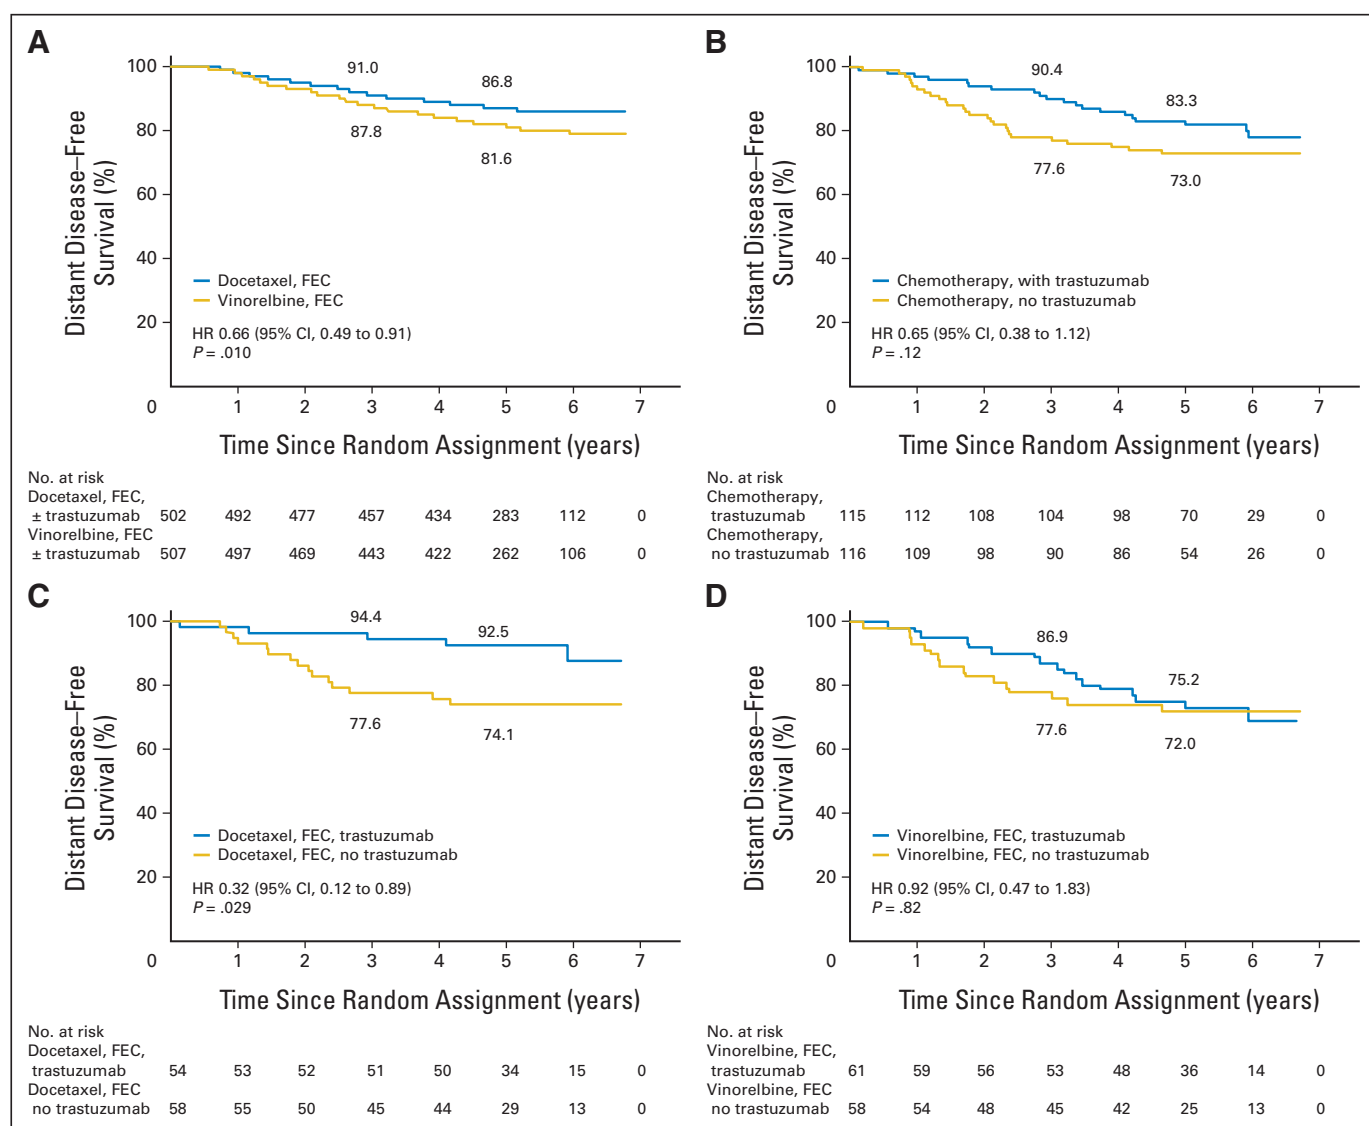 A
Distant Disease–Free
Survival (%)
100
80
60
40
20
0
91.0
86.8
87.8
81.6
Docetaxel, FEC
Vinorelbine, FEC
HR 0.66 (95% CI, 0.49 to 0.91)
P = .010
1 2 3 4 5 6 7
Time Since Random Assignment (years)
No. at risk
Docetaxel, FEC,
± trastuzumab 502 492 477 457 434 283 112 0
Vinorelbine, FEC
± trastuzumab 507 497 469 443 422 262 106 0
B
Distant Disease–Free
Survival (%)
100
80
60
40
20
0
90.4
83.3
77.6
73.0
Chemotherapy, with trastuzumab
Chemotherapy, no trastuzumab
HR 0.65 (95% CI, 0.38 to 1.12)
P = .12
1 2 3 4 5 6 7
Time Since Random Assignment (years)
No. at risk
Chemotherapy,
trastuzumab 115 112 108 104 98 70 29 0
Chemotherapy,
no trastuzumab 116 109 98 90 86 54 26 0
C
Distant Disease–Free
Survival (%)
100
80
60
40
20
0
94.4
92.5
77.6
74.1
Docetaxel, FEC, trastuzumab
Docetaxel, FEC, no trastuzumab
HR 0.32 (95% CI, 0.12 to 0.89)
P = .029
1 2 3 4 5 6 7
Time Since Random Assignment (years)
No. at risk
Docetaxel, FEC,
trastuzumab 54 53 52 51 50 34 15 0
Docetaxel, FEC
no trastuzumab 58 55 50 45 44 29 13 0
D
Distant Disease–Free
Survival (%)
100
80
60
40
20
0
86.9
75.2
77.6
72.0
Vinorelbine, FEC, trastuzumab
Vinorelbine, FEC, no trastuzumab
HR 0.92 (95% CI, 0.47 to 1.83)
P = .82
1 2 3 4 5 6 7
Time Since Random Assignment (years)
No. at risk
Vinorelbine, FEC,
trastuzumab 61 59 56 53 48 36 14 0
Vinorelbine, FEC
no trastuzumab 58 54 48 45 42 25 13 0